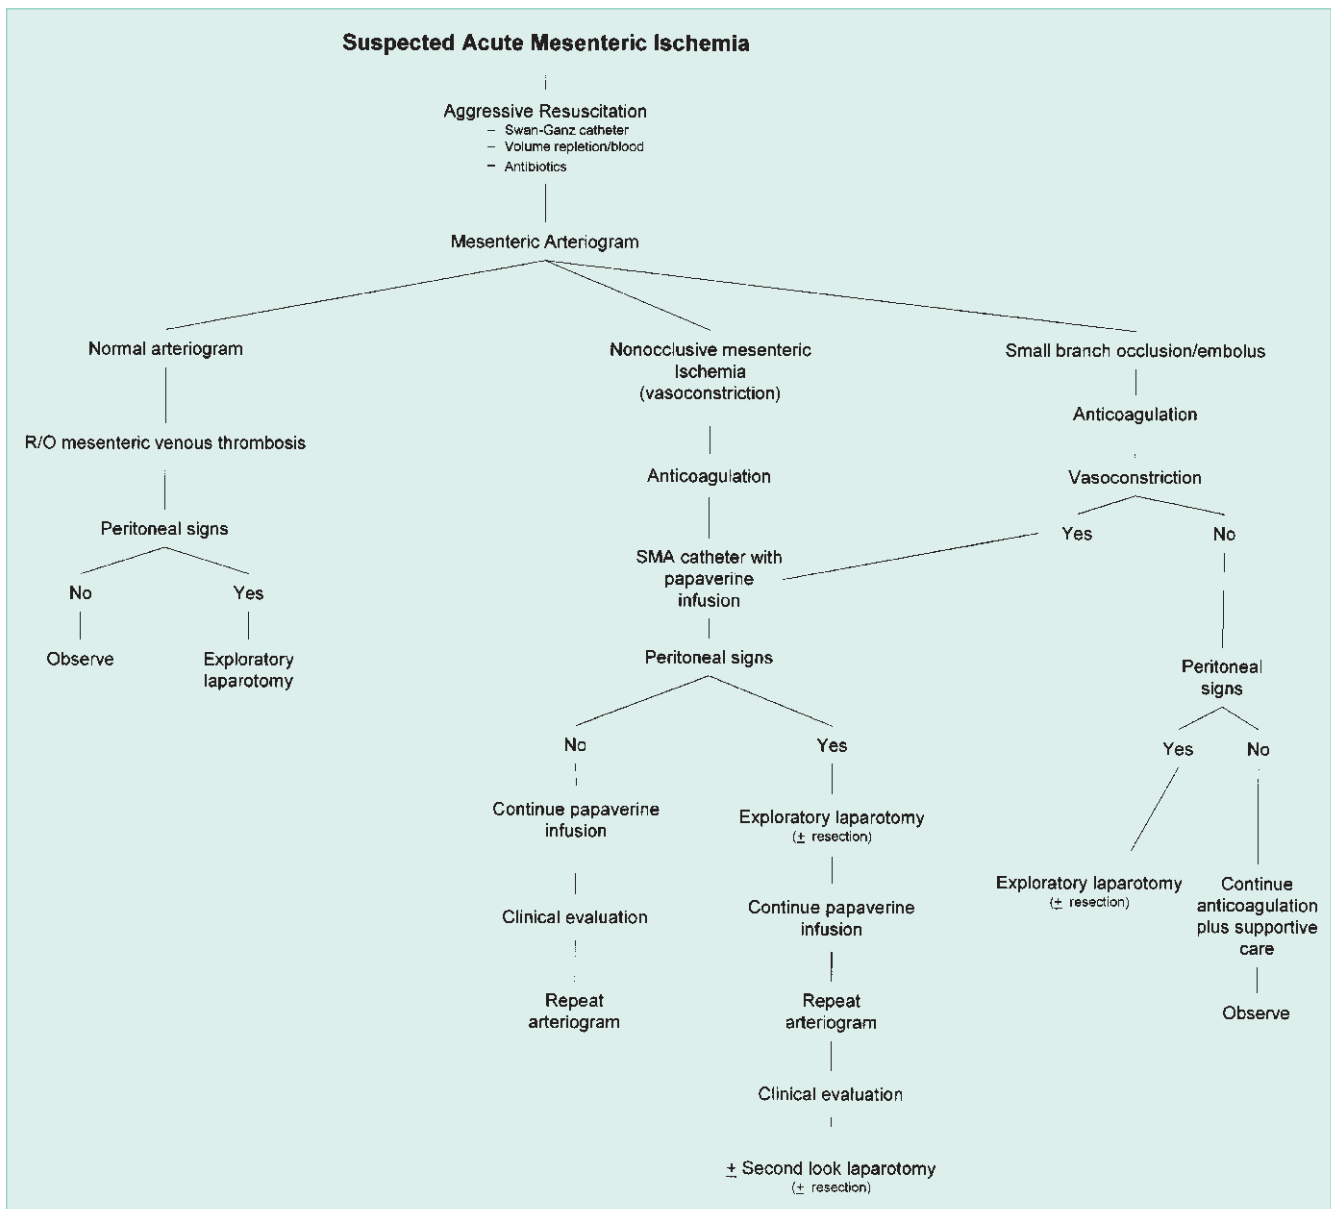 Suspected Acute Mesenteric Ischemia
Aggressive Resuscitation
– Swan-Ganz catheter
– Volume repletion/blood
– Antibiotics
Mesenteric Arteriogram
Normal arteriogram
R/O mesenteric venous thrombosis
Peritoneal signs
No
Yes
Observe
Exploratory
laparotomy
Nonocclusive mesenteric
Ischemia
(vasoconstriction)
Anticoagulation
SMA catheter with
papaverine
infusion
Peritoneal signs
No
Yes
Continue papaverine
infusion
Clinical evaluation
Repeat
arteriogram
Exploratory laparotomy
(± resection)
Continue papaverine
infusion
Repeat
arteriogram
Clinical evaluation
± Second look laparotomy
(± resection)
Small branch occlusion/embolus
Anticoagulation
Vasoconstriction
Yes
No
Peritoneal
signs
Yes
No
Exploratory laparotomy
(± resection)
Continue
anticoagulation
plus supportive
care
Observe